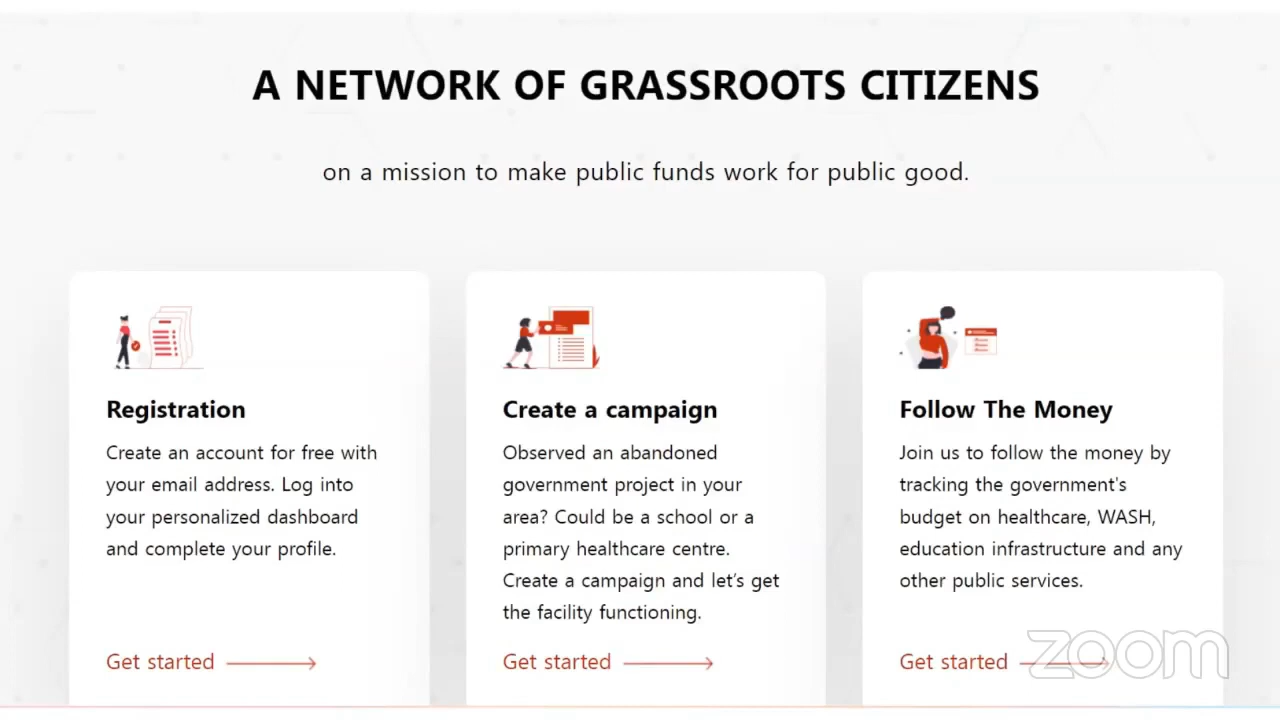 A NETWORK OF GRASSROOTS CITIZENS
on a mission to make public funds work for public good.
Registration
Create an account for free with
your email address. Log into
your personalized dashboard
and complete your profile.
Get started
Create a campaign
Observed an abandoned
government project in your
area? Could be a school or a
primary healthcare centre.
Create a campaign and let's get
the facility functioning.
Get started
Follow The Money
Join us to follow the money by
tracking the government's
budget on healthcare, WASH,
education infrastructure and any
other public services.
Get started
zoom